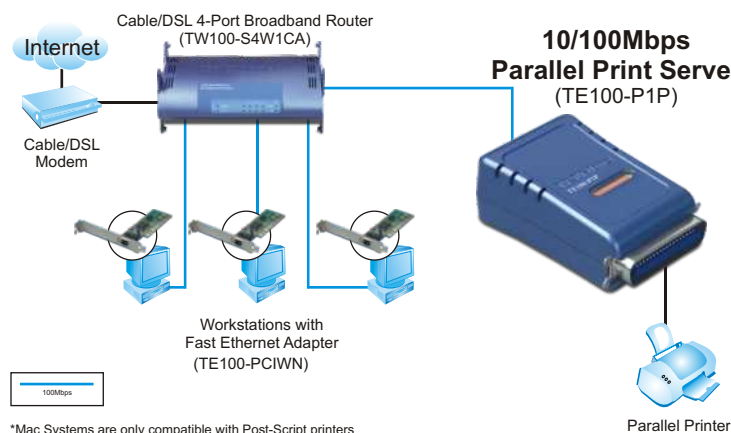 Internet
Cable/DSL 4-Port Broadband Router
(TW100-S4W1CA)
10/100Mbps
Parallel Print Serve
(TE100-P1P)
Cable/DSL
Modem
Workstations with
Fast Ethernet Adapter
(TE100-PCIWN)
100Mbps
Parallel Printer
*Mac Systems are only compatible with Post-Script printers